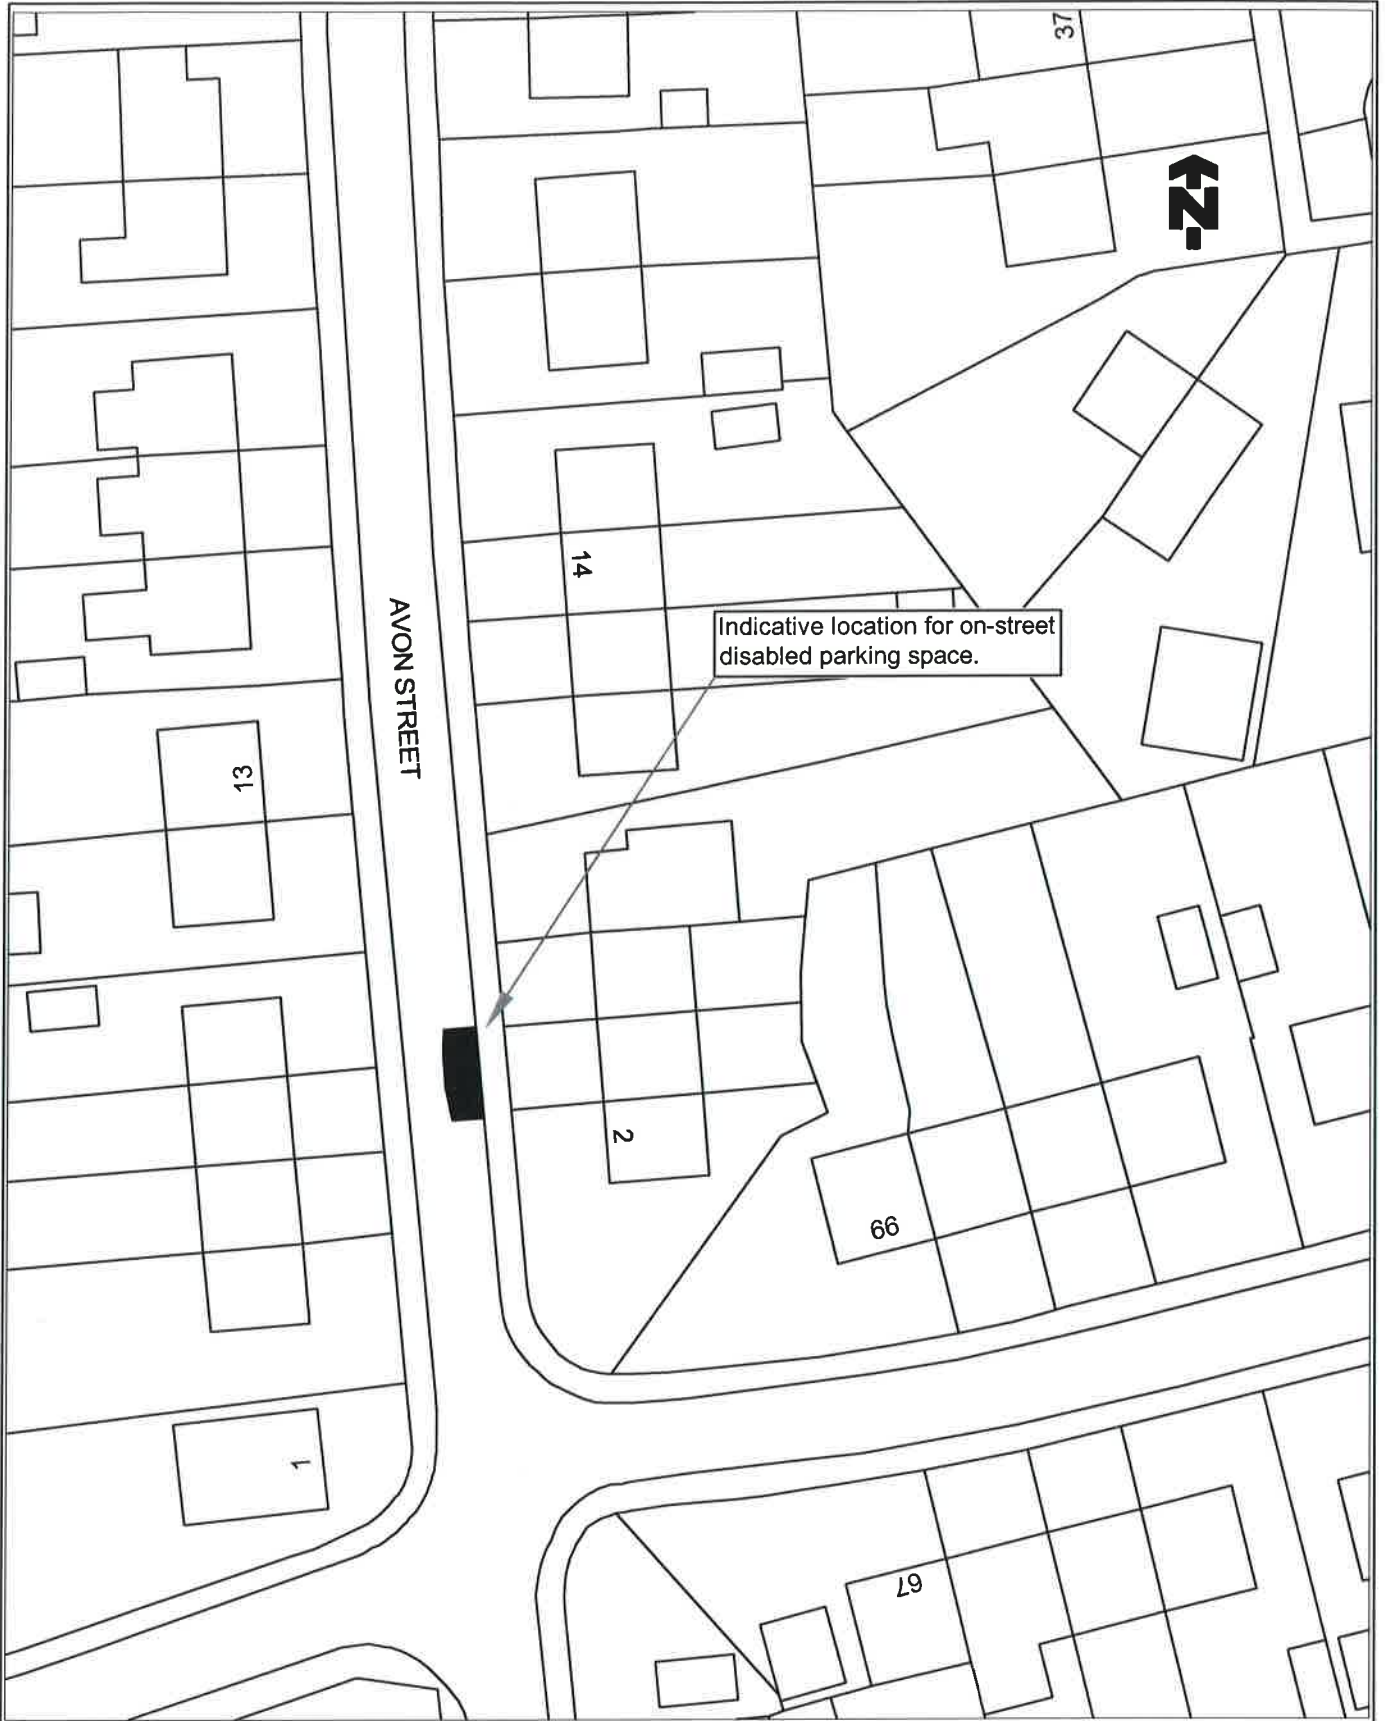 37
N
14
Indicative location for on-street
disabled parking space.
AVON STREET
13
2
66
1
67